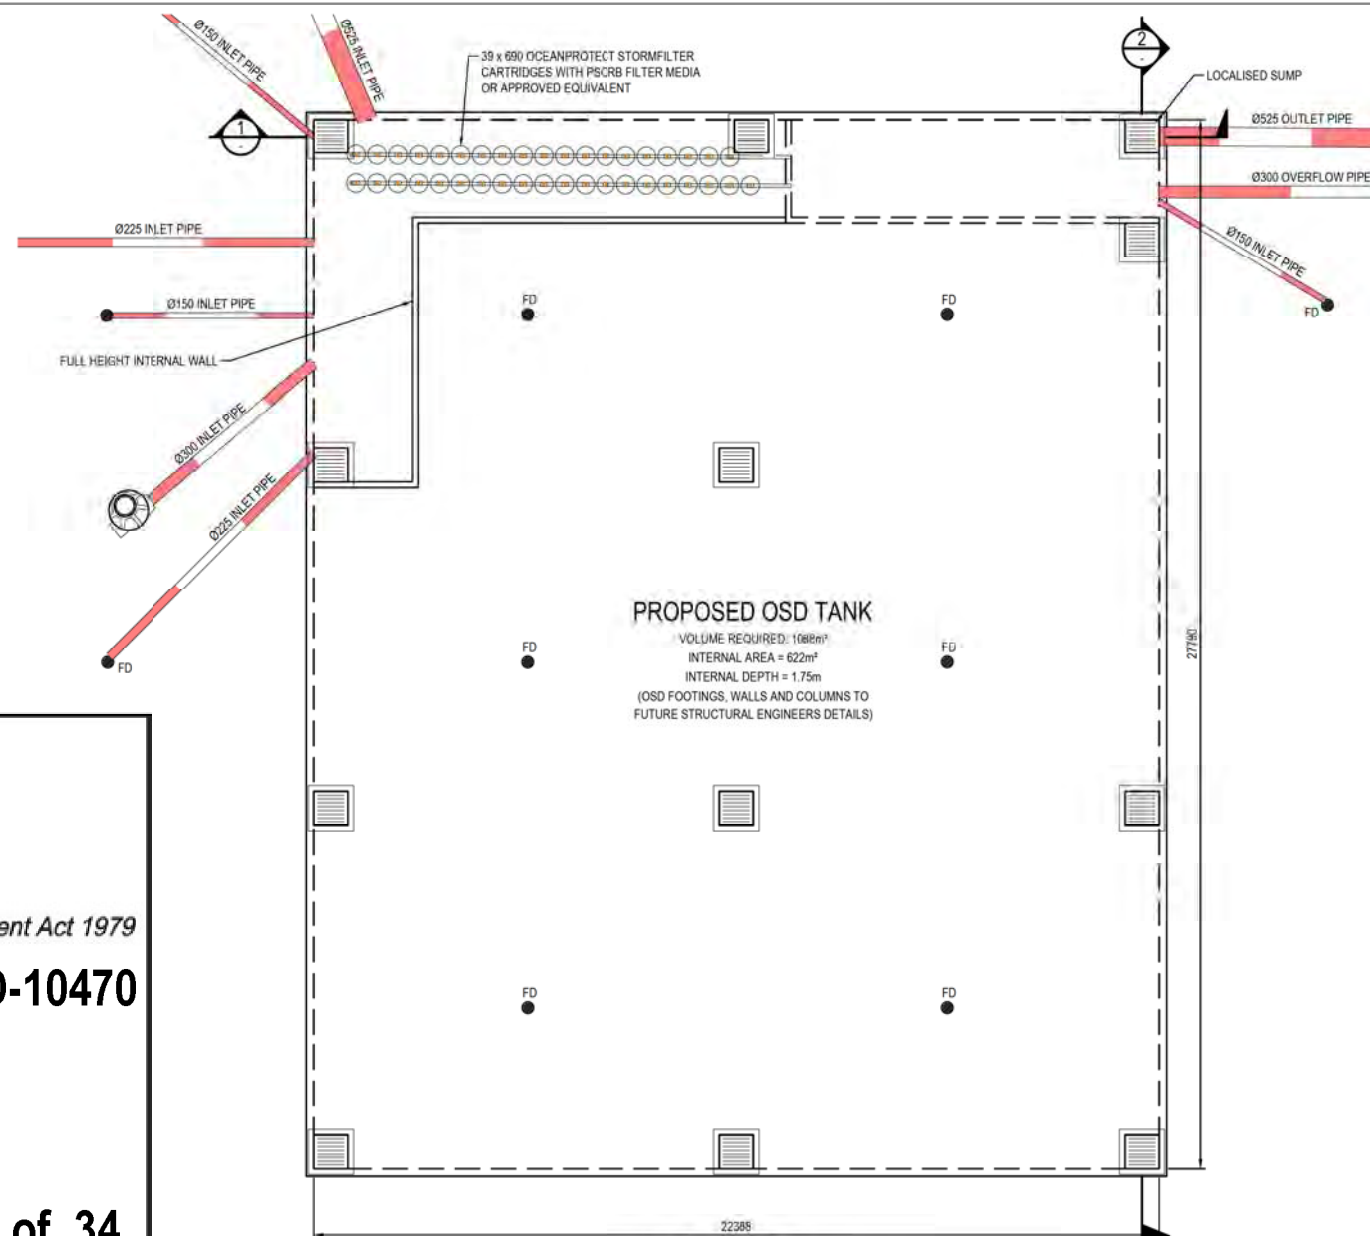 Ø150 INLET PIPE
Ø525 INLET PIPE
39 x 690 OCEANPROTECT STORMFILTER
CARTRIDGES WITH PSORB FILTER MEDIA
OR APPROVED EQUIVALENT
2
-
LOCALISED SUMP
1
-
Ø525 OUTLET PIPE
Ø300 OVERFLOW PIPE
Ø225 INLET PIPE
Ø150 INLET PIPE
Ø150 INLET PIPE
FD
FD
FD
FULL HEIGHT INTERNAL WALL
Ø300 INLET PIPE
Ø225 INLET PIPE
FD
FD
FD
PROPOSED OSD TANK
VOLUME REQUIRED: 1088m³
INTERNAL AREA = 622m²
INTERNAL DEPTH = 1.75m
(OSD FOOTINGS, WALLS AND COLUMNS TO
FUTURE STRUCTURAL ENGINEERS DETAILS)
27790
ent Act 1979
-10470
FD
FD
of 34
22388